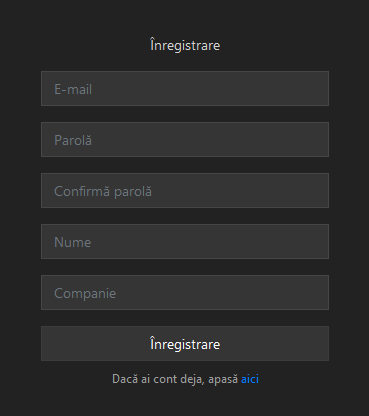 Înregistrare
E-mail
Parolă
Confirmă parolă
Nume
Companie
Înregistrare
Dacă ai cont deja, apasă aici